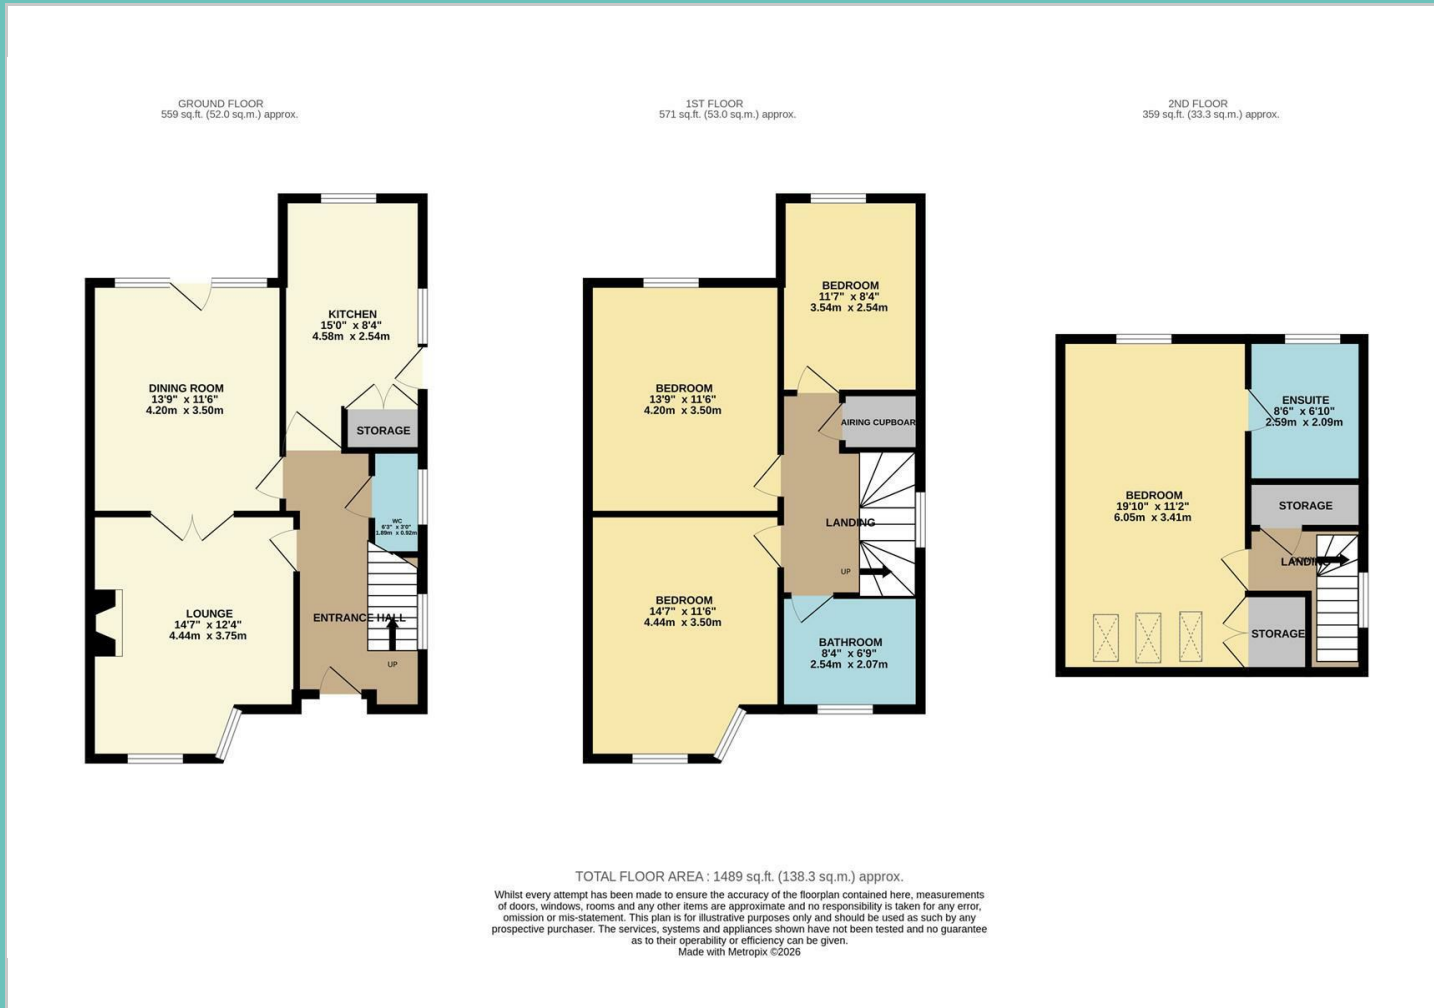 GROUND FLOOR
559 sq.ft. (52.0 sq.m.) approx.
1ST FLOOR
571 sq.ft. (53.0 sq.m.) approx.
2ND FLOOR
359 sq.ft. (33.3 sq.m.) approx.
KITCHEN
15'0" x 8'4"
4.58m x 2.54m
DINING ROOM
13'9" x 11'6"
4.20m x 3.50m
STORAGE
WC
6'3" x 3'0"
1.89m x 0.92m
LOUNGE
14'7" x 12'4"
4.44m x 3.75m
ENTRANCE HALL
UP
BEDROOM
11'7" x 8'4"
3.54m x 2.54m
BEDROOM
13'9" x 11'6"
4.20m x 3.50m
AIRING CUPBOAR
LANDING
UP
BEDROOM
14'7" x 11'6"
4.44m x 3.50m
BATHROOM
8'4" x 6'9"
2.54m x 2.07m
ENSUITE
8'6" x 6'10"
2.59m x 2.09m
BEDROOM
19'10" x 11'2"
6.05m x 3.41m
STORAGE
LANDING
STORAGE
TOTAL FLOOR AREA : 1489 sq.ft. (138.3 sq.m.) approx.
Whilst every attempt has been made to ensure the accuracy of the floorplan contained here, measurements
of doors, windows, rooms and any other items are approximate and no responsibility is taken for any error,
omission or mis-statement. This plan is for illustrative purposes only and should be used as such by any
prospective purchaser. The services, systems and appliances shown have not been tested and no guarantee
as to their operability or efficiency can be given.
Made with Metropix ©2026